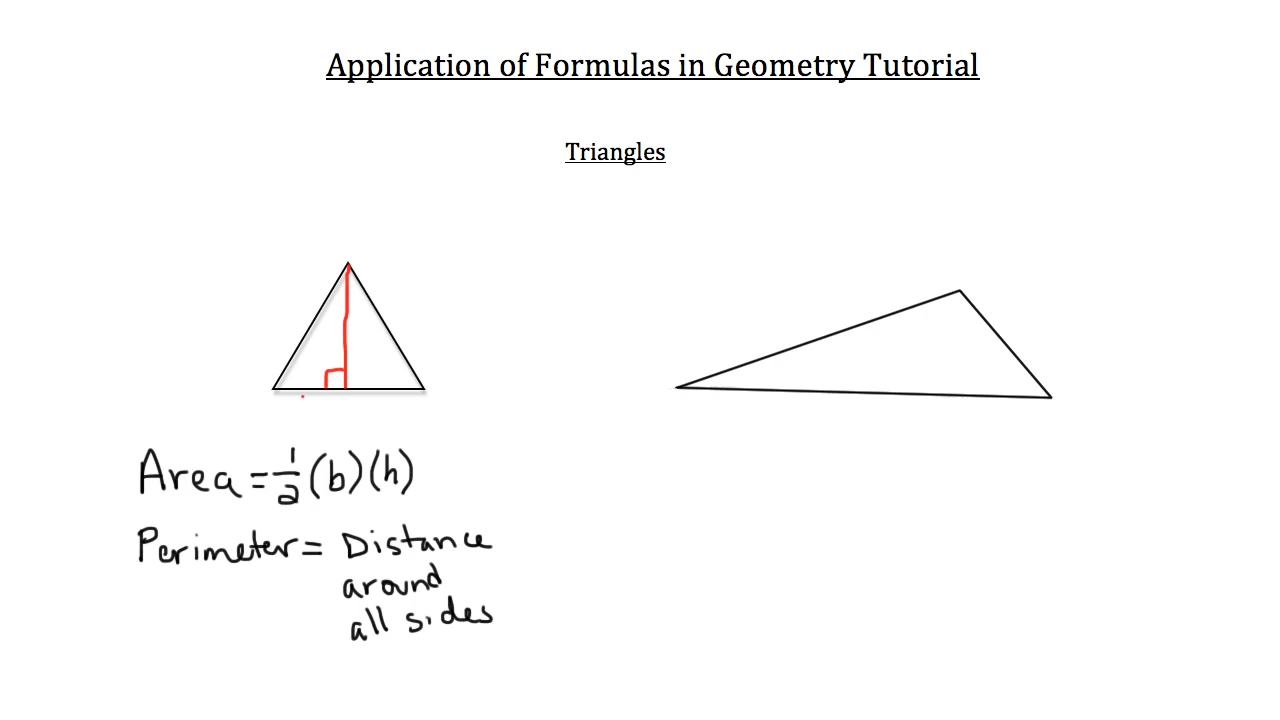 Application of Formulas in Geometry Tutorial
Triangles
Area = 1/2 (b)(h)
Perimeter = Distance
around
all sides